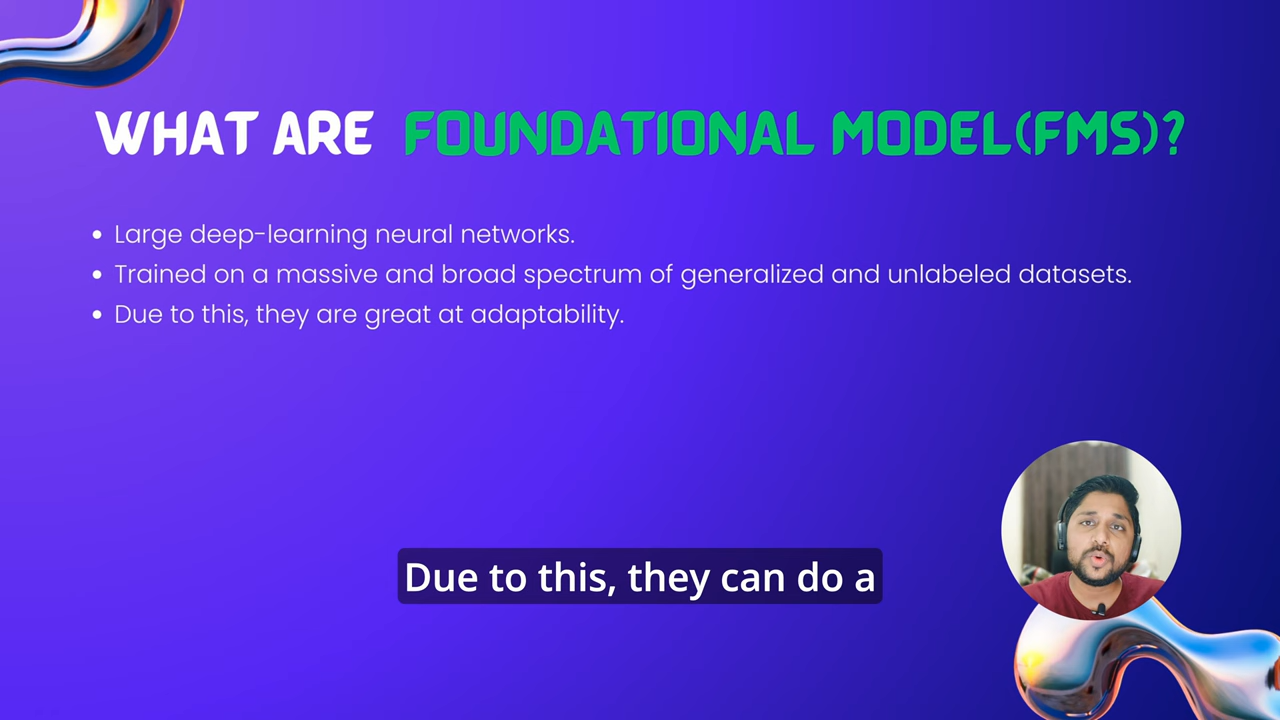 WHAT ARE FOUNDATIONAL MODEL(FMS)?
Large deep-learning neural networks.
Trained on a massive and broad spectrum of generalized and unlabeled datasets.
Due to this, they are great at adaptability.
Due to this, they can do a